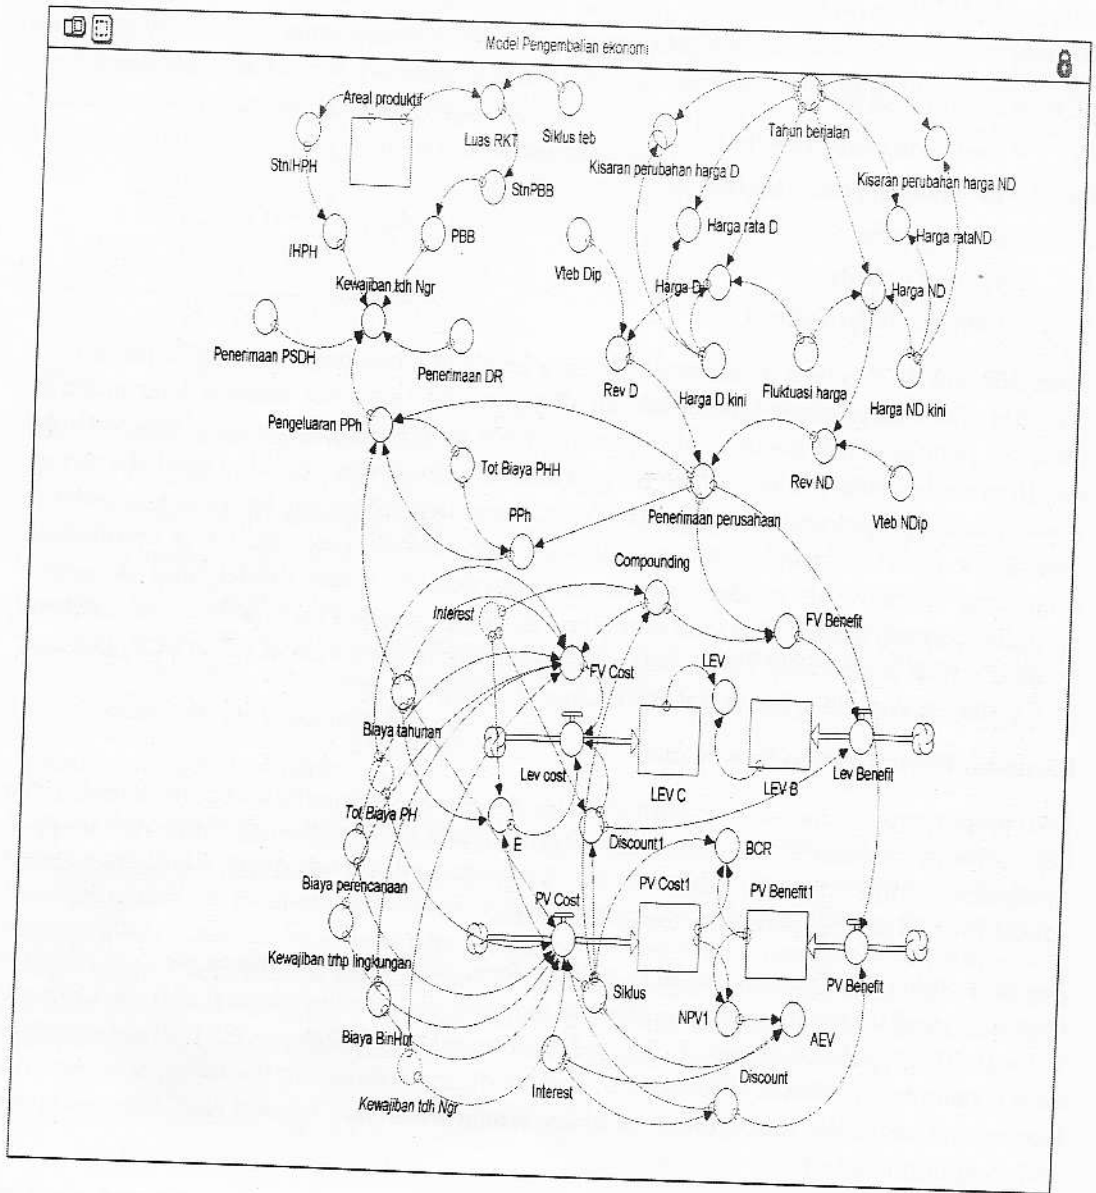 Model Pengembalian ekonomi
Areal produktif
Luas RKT
Siklus teb
Tahun berjalan
StnIHPH
Kisaran perubahan harga D
Kisaran perubahan harga ND
StnPBB
IHPH
PBB
Harga rata D
Harga rataND
Vteb Dip
Kewajiban tdh Ngr
Harga D
Harga ND
Penerimaan PSDH
Penerimaan DR
Rev D
Harga D kini
Fluktuasi harga
Harga ND kini
Pengeluaran PPh
Tot Biaya PHH
Rev ND
PPh
Penerimaan perusahaan
Vteb NDip
Compounding
Interest
FV Benefit
FV Cost
LEV
Biaya tahunan
Lev cost
LEV C
LEV B
Lev Benefit
Tot Biaya PH
E
Discount1
BCR
Biaya perencanaan
PV Cost
PV Cost1
PV Benefit1
Kewajiban trhp lingkungan
Siklus
PV Benefit
Biaya BinHut
NPV1
AEV
Kewajiban tdh Ngr
Interest
Discount